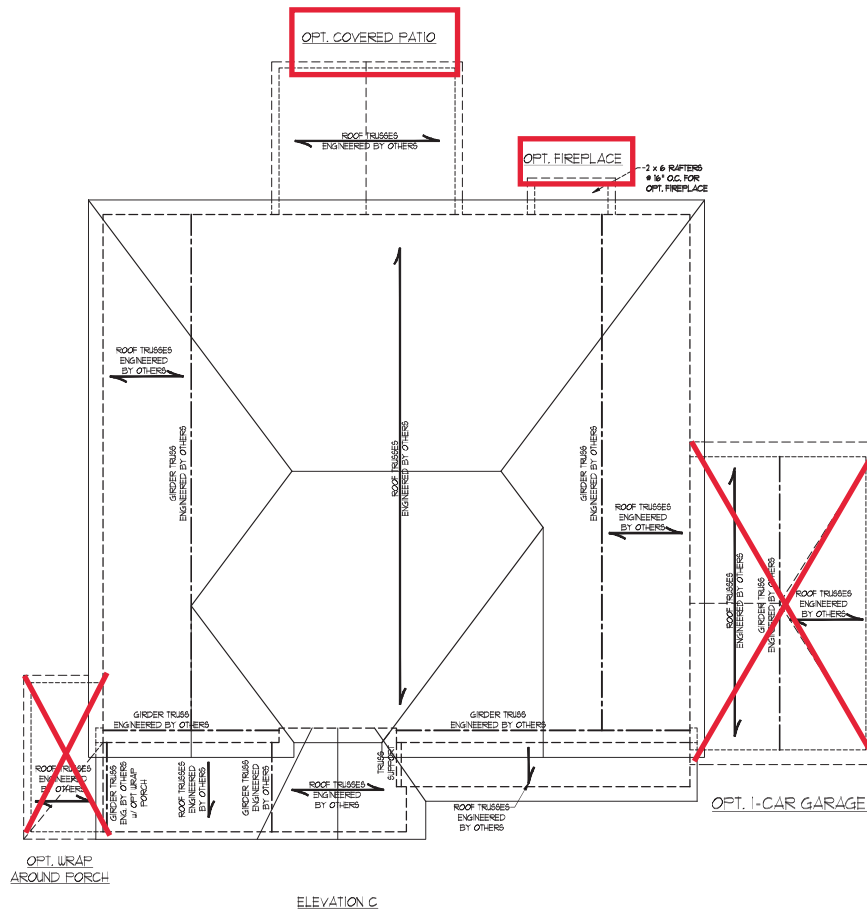 OPT. COVERED PATIO
ROOF TRUSSES
ENGINEERED BY OTHERS
OPT. FIREPLACE
2 x 6 RAFTERS
@ 16" O.C. FOR
OPT. FIREPLACE
ROOF TRUSSES
ENGINEERED
BY OTHERS
GIRDER TRUSS
ENGINEERED BY OTHERS
ROOF TRUSSES
ENGINEERED BY OTHERS
GIRDER TRUSS
ENGINEERED BY OTHERS
ROOF TRUSSES
ENGINEERED
BY OTHERS
ROOF TRUSSES
ENGINEERED BY OTHERS
GIRDER TRUSS
ENGINEERED BY OTHERS
ROOF TRUSSES
ENGINEERED
BY OTHERS
GIRDER TRUSS
ENGINEERED BY OTHERS
GIRDER TRUSS
ENGINEERED BY OTHERS
ROOF TRUSSES
ENGINEERED
BY OTHERS
GIRDER TRUSS
ENG. BY OTHERS
W/ OPT WRAP
PORCH
ROOF TRUSSES
ENGINEERED
BY OTHERS
GIRDER TRUSS
ENGINEERED
BY OTHERS
ROOF TRUSSES
ENGINEERED
BY OTHERS
TRUSS
SUPPORT
ROOF TRUSSES
ENGINEERED
BY OTHERS
OPT. 1-CAR GARAGE
OPT. WRAP
AROUND PORCH
ELEVATION C